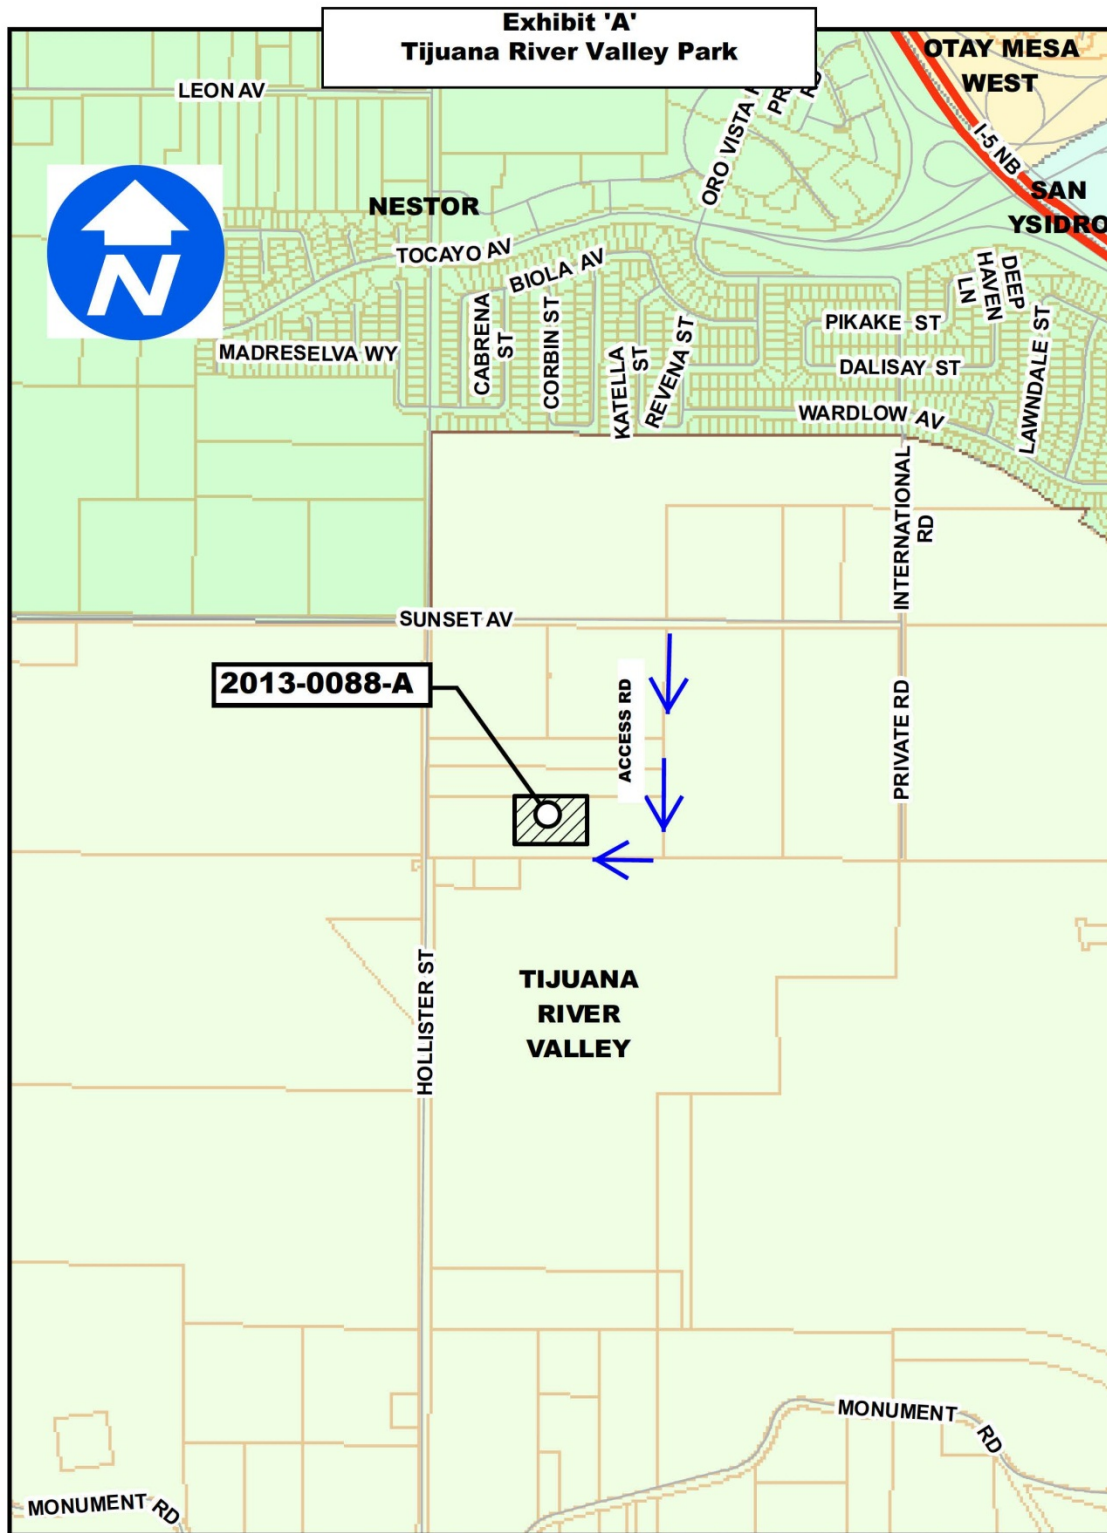 Exhibit 'A'
Tijuana River Valley Park
OTAY MESA
WEST
LEON AV
ORO VISTA
I-5 NB
SAN
YSIDRO
NESTOR
N
TOCAYO AV
BIOLA AV
DEEP
HAVEN
LN
CABRENA
ST
CORBIN ST
KATELLA
ST
REVENA ST
PIKAKE ST
MADRESELVA WY
DALISAY ST
LAWNDALE ST
WARDLOW AV
INTERNATIONAL
RD
SUNSET AV
2013-0088-A
ACCESS RD
PRIVATE RD
HOLLISTER ST
TIJUANA
RIVER
VALLEY
MONUMENT RD
MONUMENT RD